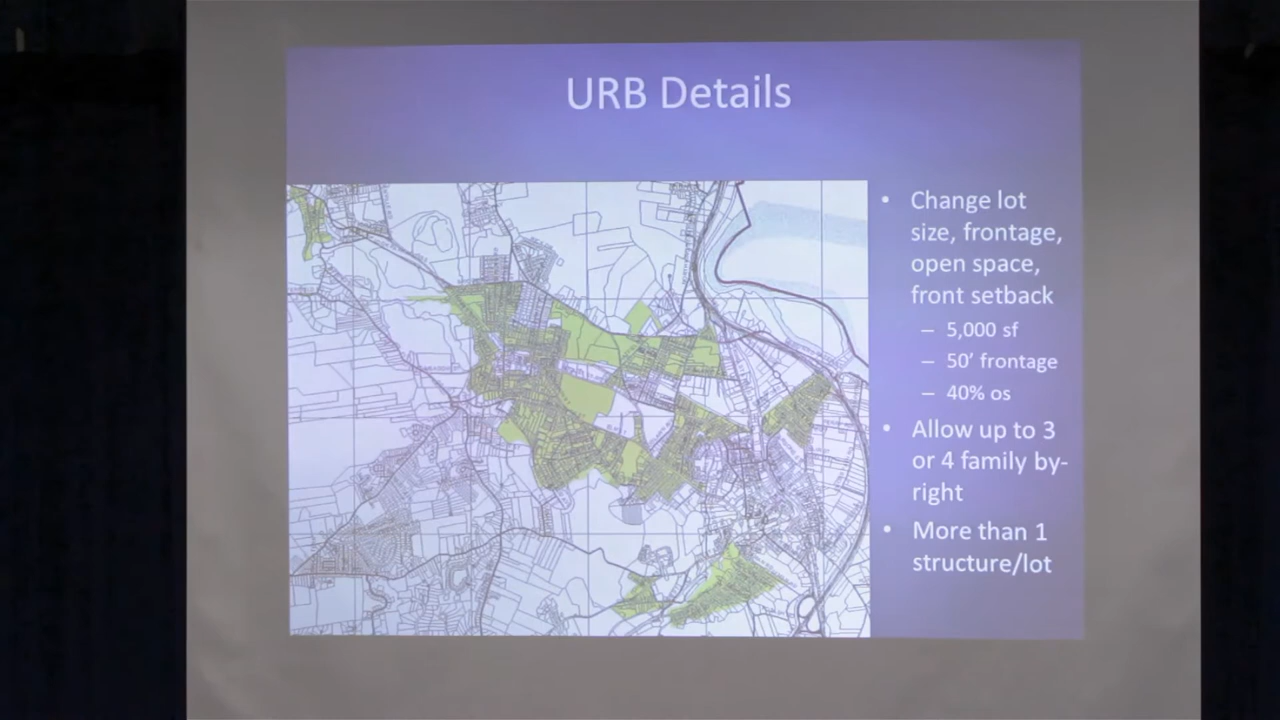 URB Details
• Change lot
size, frontage,
open space,
front setback
– 5,000 sf
– 50’ frontage
– 40% os
• Allow up to 3
or 4 family by-
right
• More than 1
structure/lot